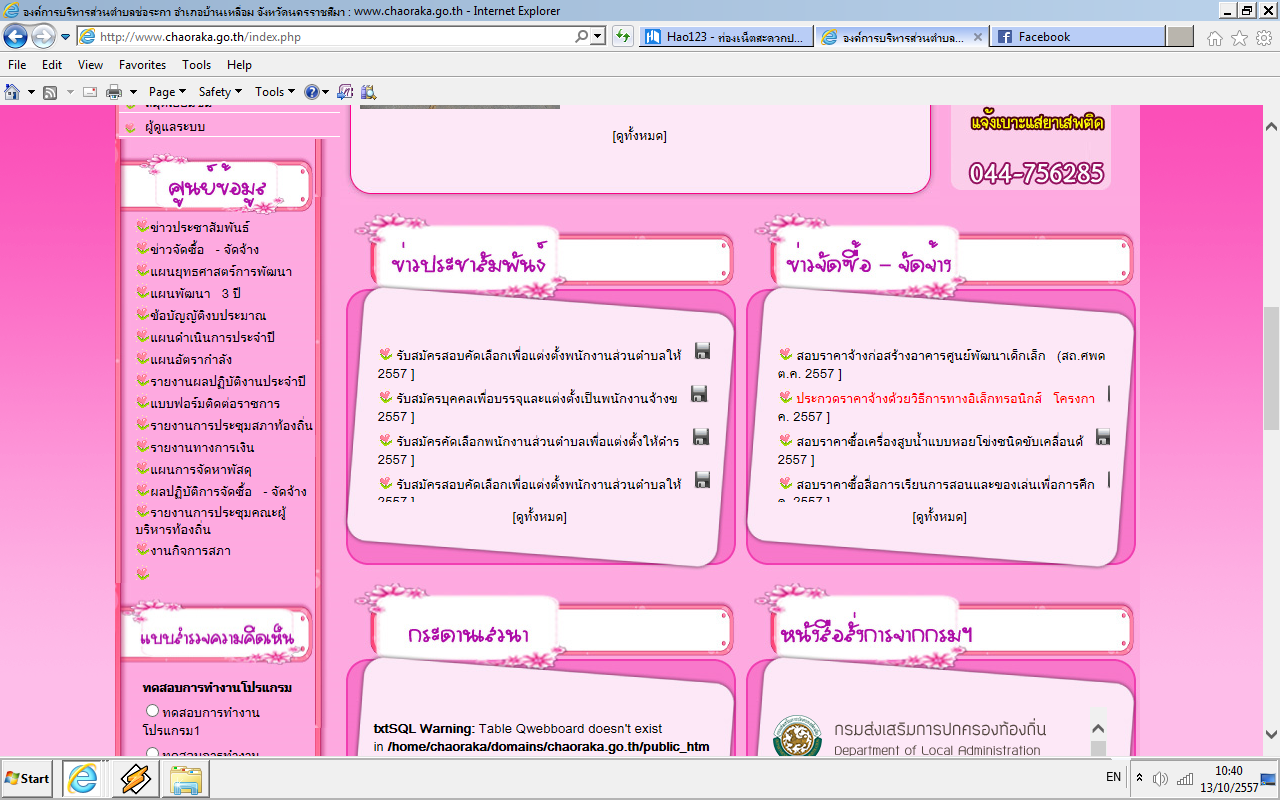 องค์การบริหารส่วนตำบลช่อระกา อำเภอบ้านเหลื่อม จังหวัดนครราชสีมา : www.chaoraka.go.th - Internet Explorer
http://www.chaoraka.go.th/index.php
Hao123 - ท่องเน็ตสะดวกป...
องค์การบริหารส่วนตำบล...
Facebook
File Edit View Favorites Tools Help
Page Safety Tools
ผู้ดูแลระบบ
[ดูทั้งหมด]
แจ้งเบาะแสยาเสพติด
044-756285
ศูนย์ข้อมูล
ข่าวประชาสัมพันธ์
ข่าวจัดซื้อ - จัดจ้าง
แผนยุทธศาสตร์การพัฒนา
แผนพัฒนา 3 ปี
ข้อบัญญัติงบประมาณ
แผนดำเนินการประจำปี
แผนอัตรากำลัง
รายงานผลปฏิบัติงานประจำปี
แบบฟอร์มติดต่อราชการ
รายงานการประชุมสภาท้องถิ่น
รายงานทางการเงิน
แผนการจัดหาพัสดุ
ผลปฏิบัติการจัดซื้อ - จัดจ้าง
รายงานการประชุมคณะผู้
บริหารท้องถิ่น
งานกิจการสภา
แบบสำรวจความคิดเห็น
ทดสอบการทำงานโปรแกรม
ทดสอบการทำงาน
โปรแกรม1
ทดสอบการทำงาน
ข่าวประชาสัมพันธ์
รับสมัครสอบคัดเลือกเพื่อแต่งตั้งพนักงานส่วนตำบลให้
2557 ]
รับสมัครบุคคลเพื่อบรรจุและแต่งตั้งเป็นพนักงานจ้างข
2557 ]
รับสมัครคัดเลือกพนักงานส่วนตำบลเพื่อแต่งตั้งให้ดำร
2557 ]
รับสมัครสอบคัดเลือกเพื่อแต่งตั้งพนักงานส่วนตำบลให้
2557 ]
[ดูทั้งหมด]
ข่าวจัดซื้อ - จัดจ้าง
สอบราคาจ้างก่อสร้างอาคารศูนย์พัฒนาเด็กเล็ก (สถ.ศพด
ต.ค. 2557 ]
ประกวดราคาจ้างด้วยวิธีการทางอิเล็กทรอนิกส์ โครงกา
ค. 2557 ]
สอบราคาซื้อเครื่องสูบน้ำแบบหอยโข่งชนิดขับเคลื่อนด้
2557 ]
สอบราคาซื้อสื่อการเรียนการสอนและของเล่นเพื่อการศึก
ค. 2557 ]
[ดูทั้งหมด]
กระดานเสวนา
txtSQL Warning: Table Qwebboard doesn't exist
in /home/chaoraka/domains/chaoraka.go.th/public_htm
หนังสือสั่งการจากกรมฯ
กรมส่งเสริมการปกครองท้องถิ่น
Department of Local Administration
Start
EN
10:40
13/10/2557